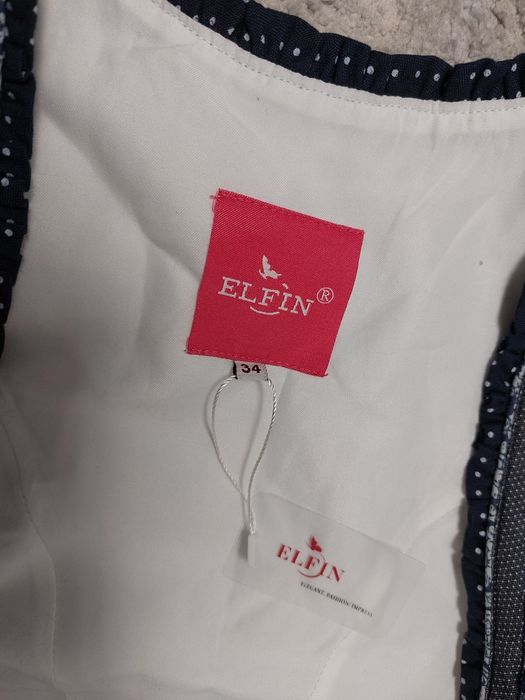 ELFIN®
34
ELFIN
ELEGANT, FASHION, IMPRESS